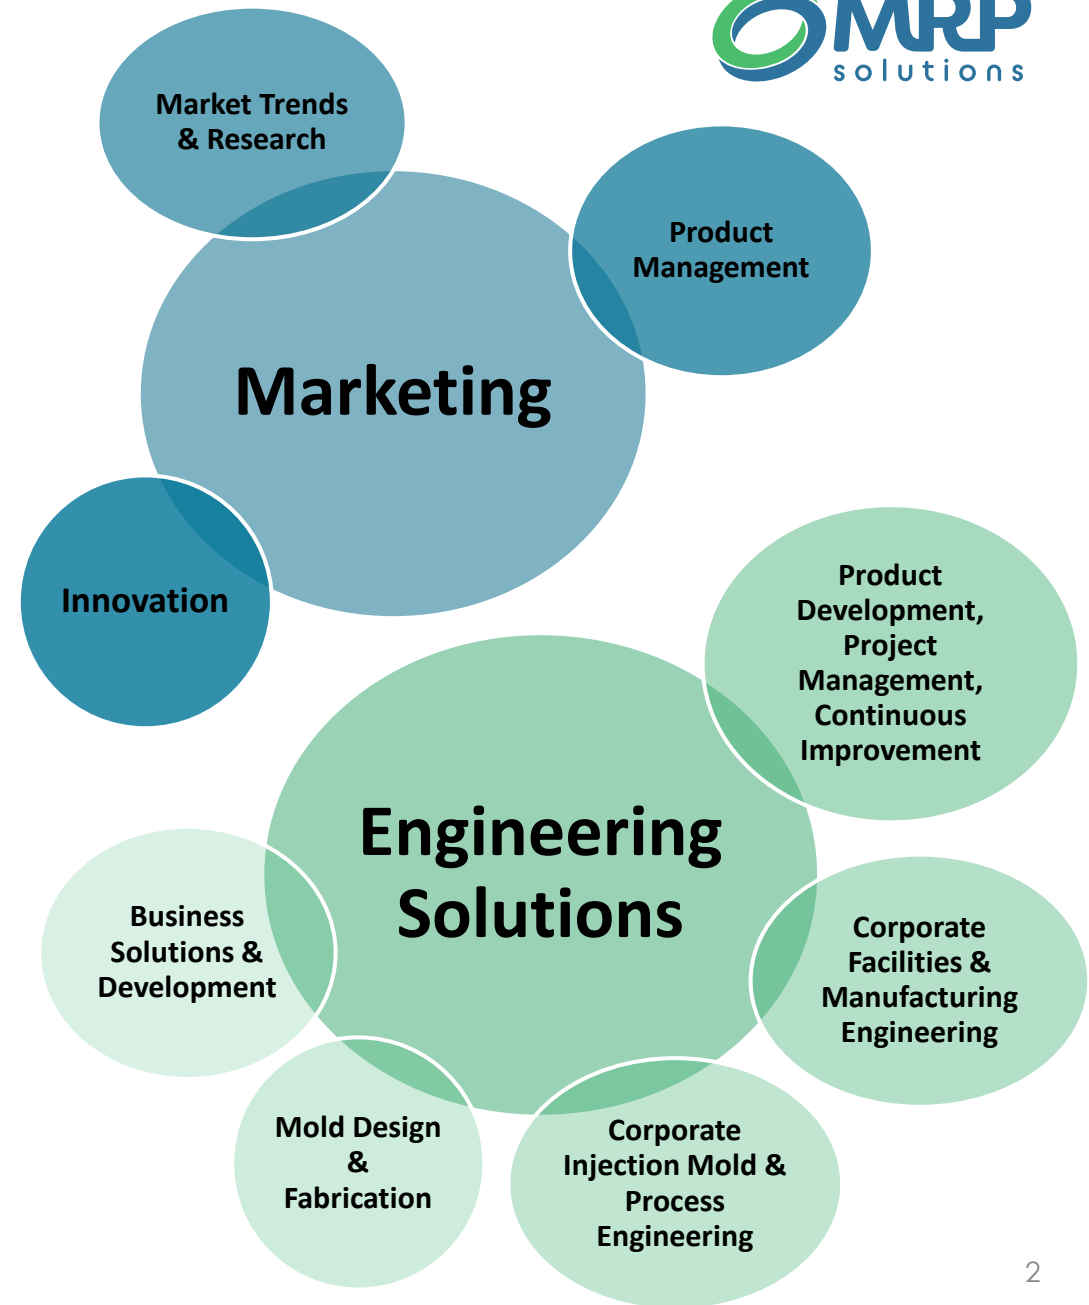 MRP
solutions
Market Trends
& Research
Product
Management
Marketing
Innovation
Product
Development,
Project
Management,
Continuous
Improvement
Engineering
Solutions
Business
Solutions &
Development
Corporate
Facilities &
Manufacturing
Engineering
Mold Design
&
Fabrication
Corporate
Injection Mold &
Process
Engineering
2